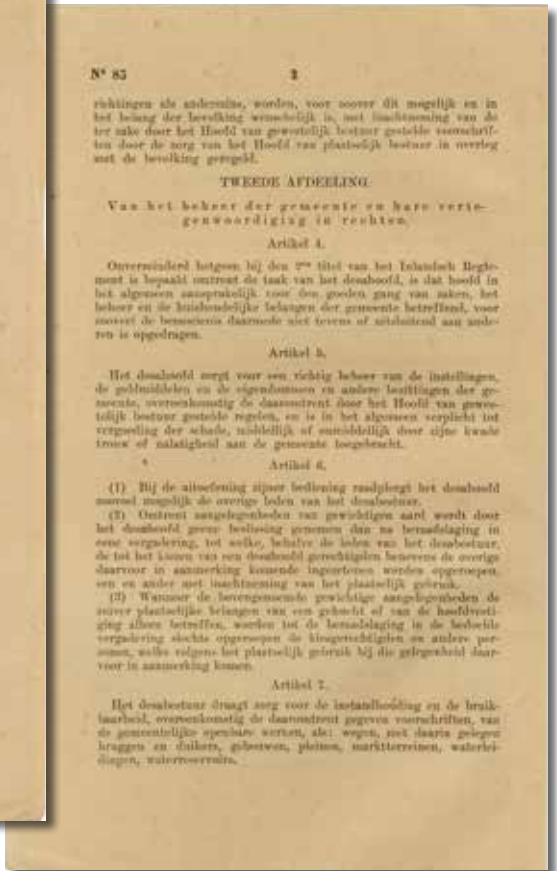 Nº 83 2
richtingen als anderszins, worden, voor zoover dit mogelijk en in
het belang der bevolking wenschelijk is, met inachtneming van de
ter zake door het Hoofd van gewestelijk bestuur gestelde voorschrif-
ten door de zorg van het Hoofd van plaatselijk bestuur in overleg
met de bevolking geregeld.
TWEEDE AFDEELING.
Van het beheer der gemeente en hare verte-
genwoordiging in rechten.
Artikel 4.
Onverminderd hetgeen bij den 2den titel van het Inlandsch Regle-
ment is bepaald omtrent de taak van het desahoofd, is dat hoofd in
het algemeen aansprakelijk voor den goeden gang van zaken, het
beheer en de huishoudelijke belangen der gemeente betreffend, voor
zooveel de bemoeienis daarmede niet tevens of uitsluitend aan ande-
ren is opgedragen.
Artikel 5.
Het desahoofd zorgt voor een richtig beheer van de instellingen,
de geldmiddelen en de eigendommen en andere bezittingen der ge-
meente, overeenkomstig de daaromtrent door het Hoofd van gewes-
telijk bestuur gestelde regelen, en is in het algemeen verplicht tot
vergoeding der schade, middellijk of onmiddellijk door zijne kwade
trouw of nalatigheid aan de gemeente toegebracht.
Artikel 6.
(1) Bij de uitoefening zijner bediening raadpleegt het desahoofd
zooveel mogelijk de overige leden van het desabestuur.
(2) Omtrent aangelegenheden van gewichtigen aard wordt door
het desahoofd geene beslissing genomen dan na beraadslaging in
eene vergadering, tot welke, behalve de leden van het desabestuur,
de tot het kiezen van een desahoofd gerechtigden benevens de overige
daarvoor in aanmerking komende ingezetenen worden opgeroepen,
een en ander met inachtneming van het plaatselijk gebruik.
(3) Wanneer de bovengenoemde gewichtige aangelegenheden de
zuiver plaatselijke belangen van een gehucht of van de hoofdvesti-
ging alleen betreffen, worden tot de beraadslaging in de bedoelde
vergadering slechts opgeroepen de kiesgerechtigden en andere per-
sonen, welke volgens het plaatselijk gebruik bij die gelegenheid daar-
voor in aanmerking komen.
Artikel 7.
Het desabestuur draagt zorg voor de instandhouding en de bruik-
baarheid, overeenkomstig de daaromtrent gegeven voorschriften, van
de gemeentelijke openbare werken, als: wegen, met daarin gelegen
bruggen en duikers, gebouwen, pleinen, marktterreinen, waterlei-
dingen, waterreservoirs.